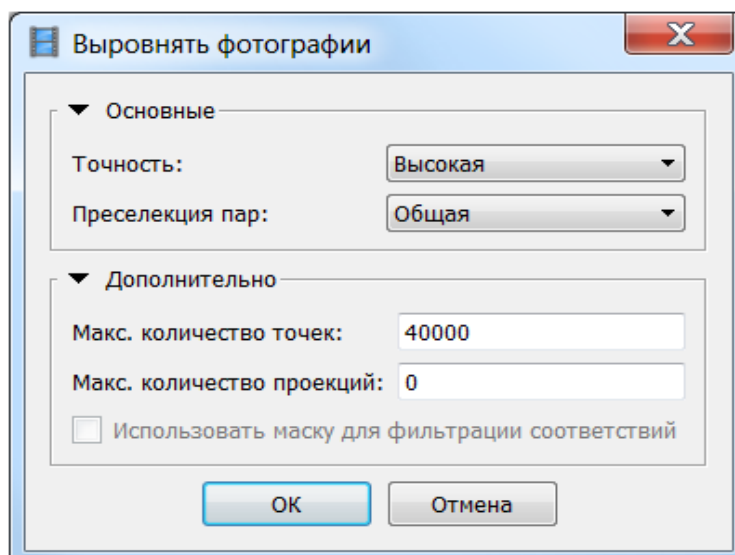 Выровнять фотографии
Основные
Точность: Высокая
Преселекция пар: Общая
Дополнительно
Макс. количество точек: 40000
Макс. количество проекций: 0
Использовать маску для фильтрации соответствий
ОК Отмена